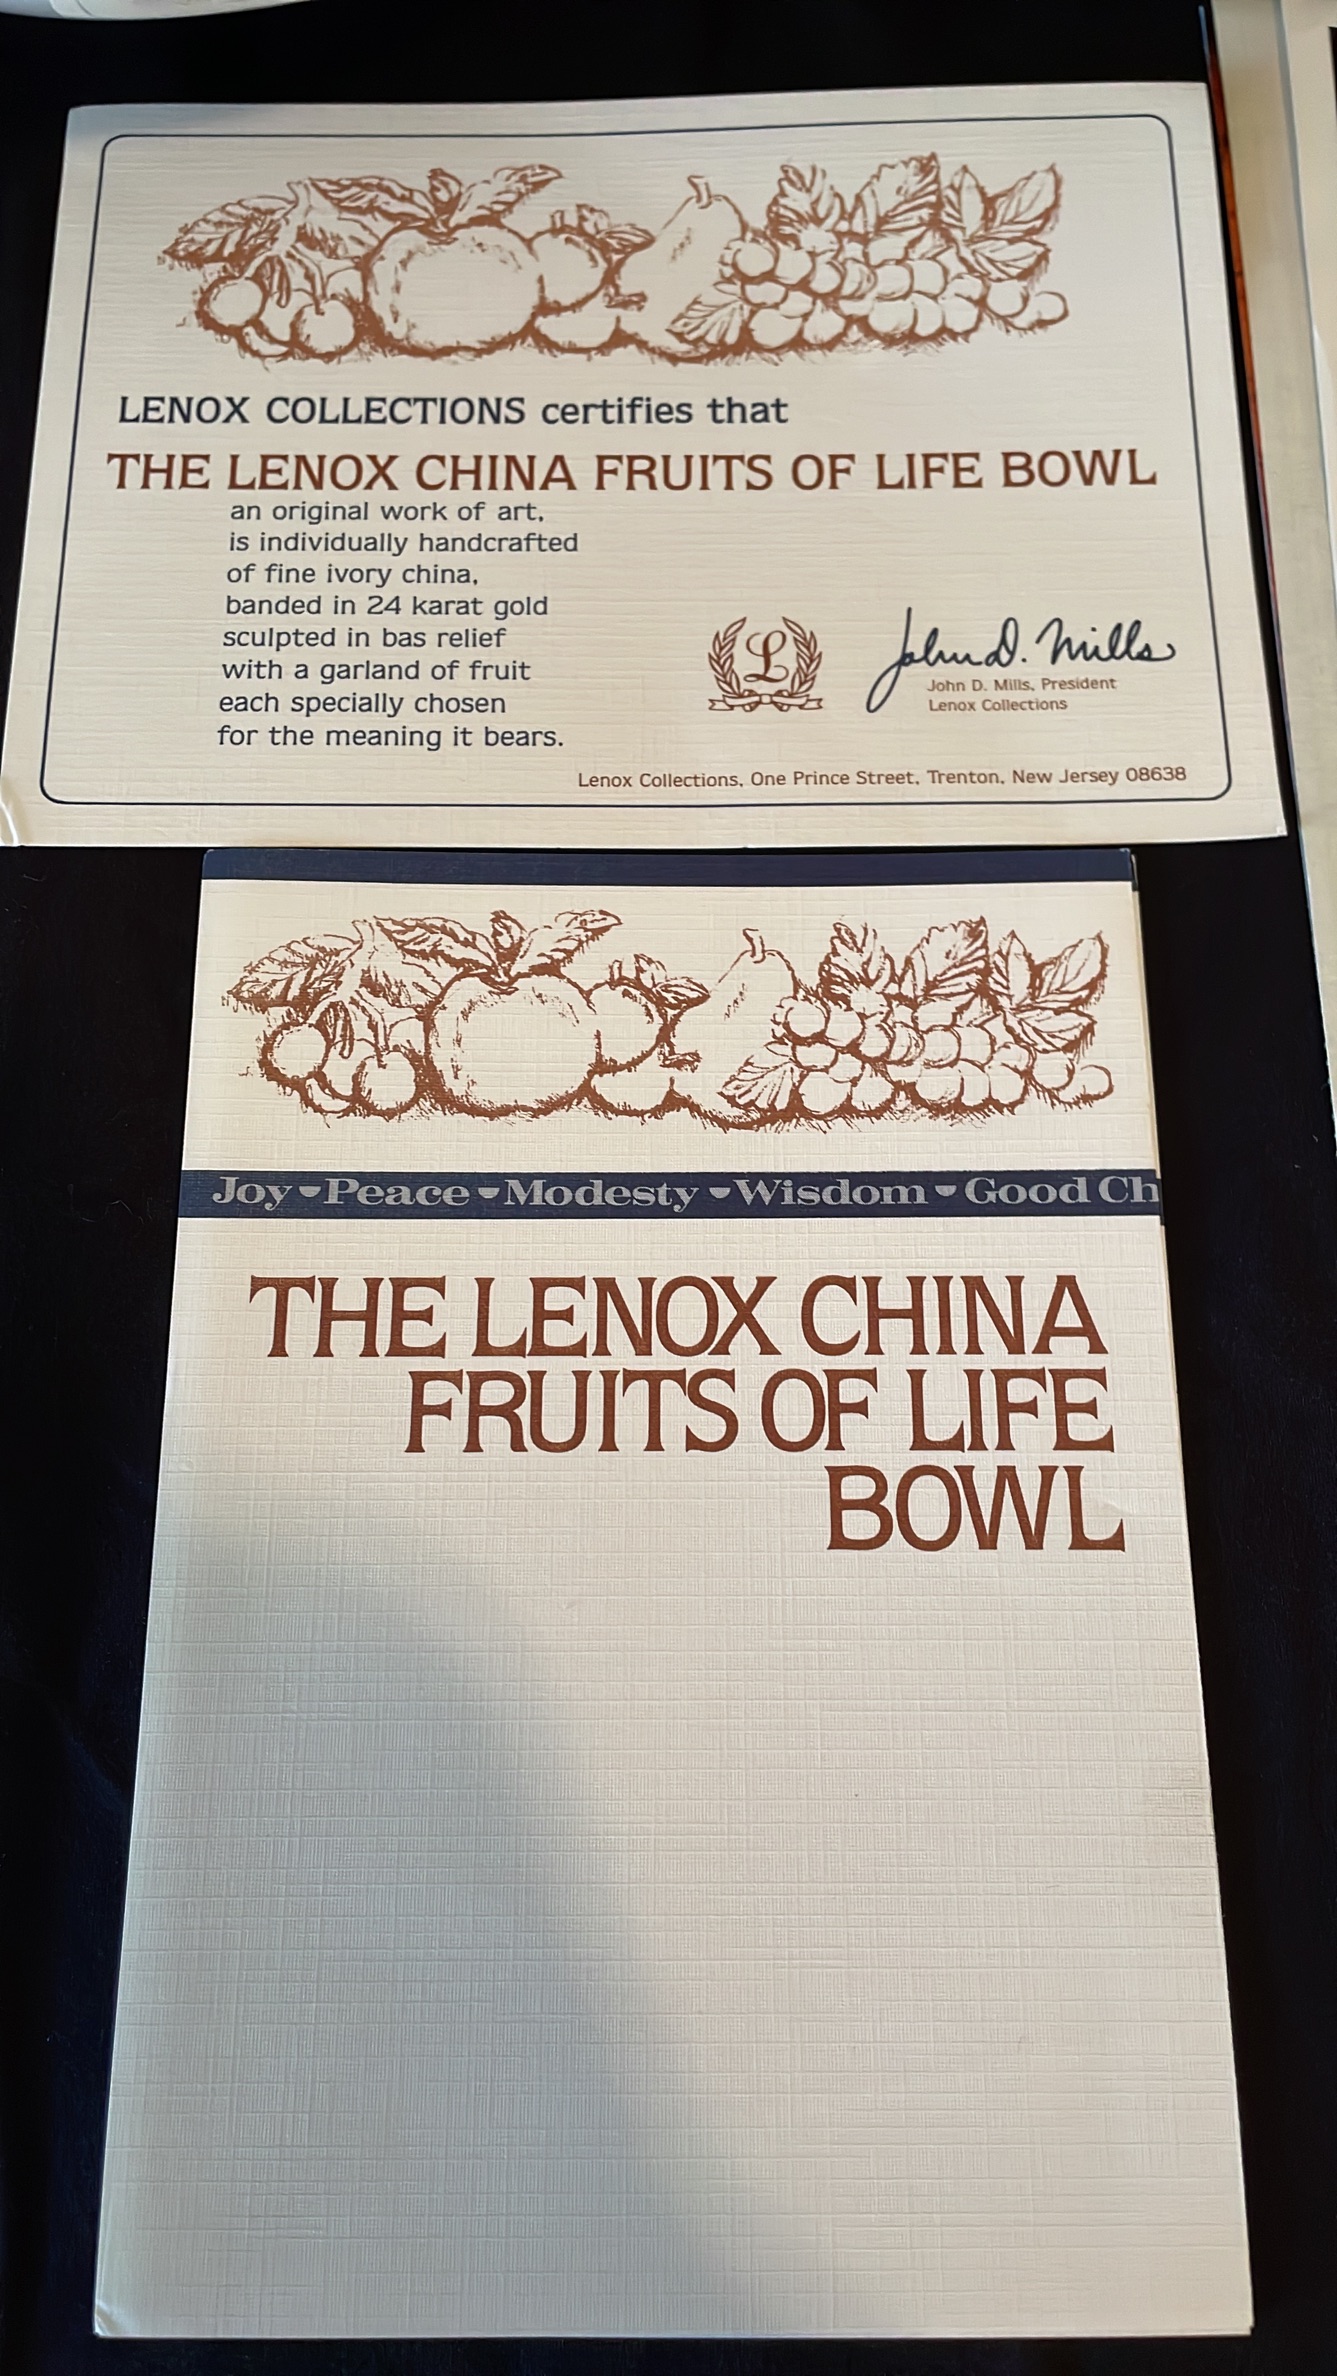 LENOX COLLECTIONS certifies that
THE LENOX CHINA FRUITS OF LIFE BOWL
an original work of art,
is individually handcrafted
of fine ivory china,
banded in 24 karat gold
sculpted in bas relief
with a garland of fruit
each specially chosen
for the meaning it bears.
L
John D. Mills
John D. Mills, President
Lenox Collections
Lenox Collections, One Prince Street, Trenton, New Jersey 08638
Joy Peace Modesty Wisdom Good Ch
THE LENOX CHINA
FRUITS OF LIFE
BOWL